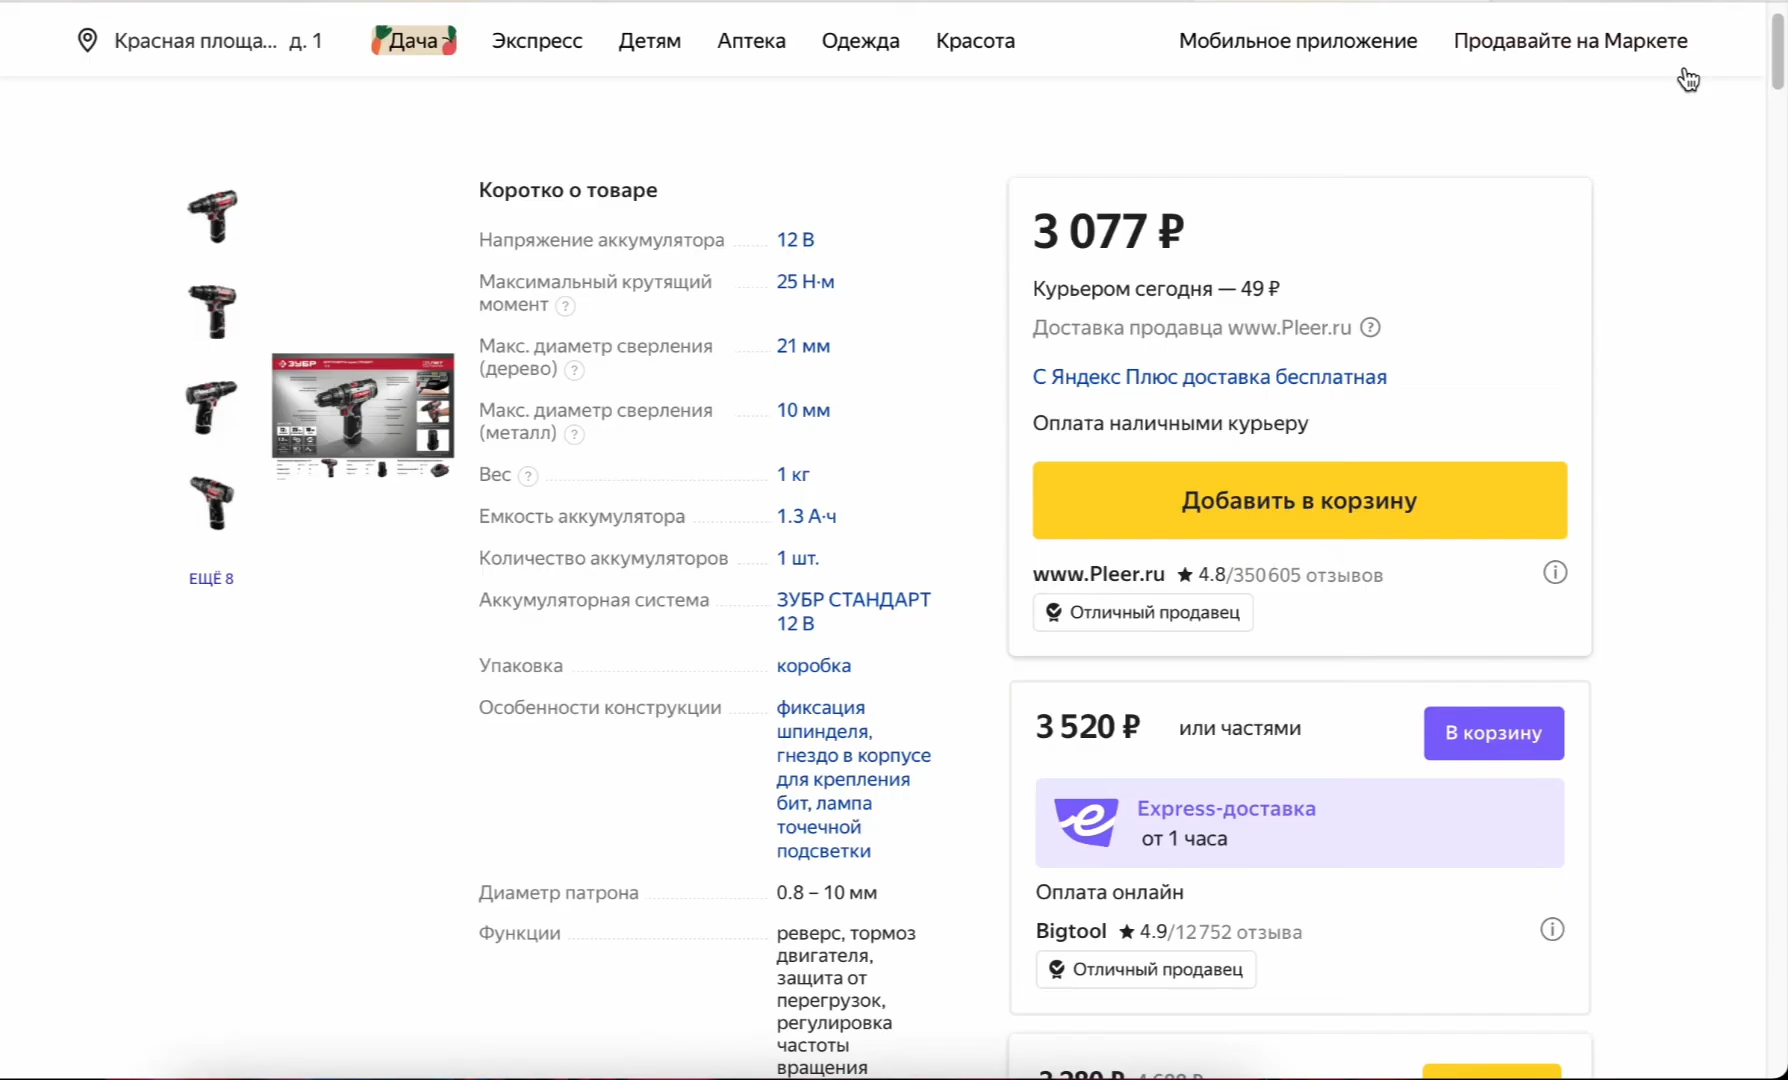 Красная площа... д. 1
Дача
Экспресс
Детям
Аптека
Одежда
Красота
Мобильное приложение
Продавайте на Маркете
ЕЩЁ 8
ЗУБР
Коротко о товаре
Напряжение аккумулятора 12 В
Максимальный крутящий момент ? 25 Н·м
Макс. диаметр сверления (дерево) ? 21 мм
Макс. диаметр сверления (металл) ? 10 мм
Вес ? 1 кг
Емкость аккумулятора 1.3 А·ч
Количество аккумуляторов 1 шт.
Аккумуляторная система ЗУБР СТАНДАРТ
12 В
Упаковка коробка
Особенности конструкции фиксация
шпинделя,
гнездо в корпусе
для крепления
бит, лампа
точечной
подсветки
Диаметр патрона 0.8 – 10 мм
Функции реверс, тормоз
двигателя,
защита от
перегрузок,
регулировка
частоты
вращения
3 077 ₽
Курьером сегодня — 49 ₽
Доставка продавца www.Pleer.ru ?
С Яндекс Плюс доставка бесплатная
Оплата наличными курьеру
Добавить в корзину
www.Pleer.ru ★ 4.8/350 605 отзывов
Отличный продавец
3 520 ₽ или частями
В корзину
Express-доставка
от 1 часа
Оплата онлайн
Bigtool ★ 4.9/12 752 отзыва
Отличный продавец